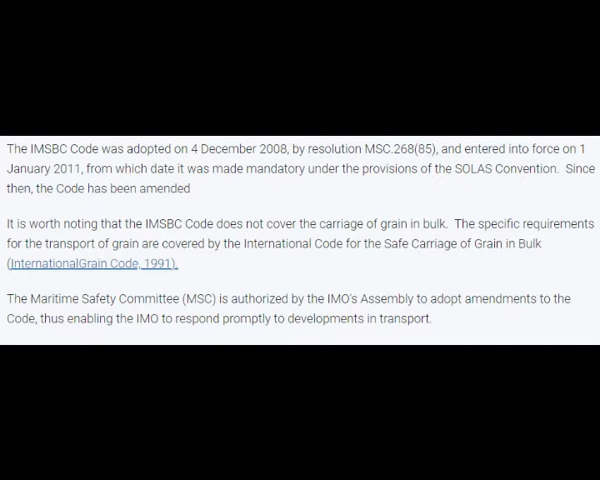 The IMSBC Code was adopted on 4 December 2008, by resolution MSC.268(85), and entered into force on 1
January 2011, from which date it was made mandatory under the provisions of the SOLAS Convention.  Since
then, the Code has been amended
It is worth noting that the IMSBC Code does not cover the carriage of grain in bulk.  The specific requirements
for the transport of grain are covered by the International Code for the Safe Carriage of Grain in Bulk
(InternationalGrain Code, 1991).
The Maritime Safety Committee (MSC) is authorized by the IMO's Assembly to adopt amendments to the
Code, thus enabling the IMO to respond promptly to developments in transport.